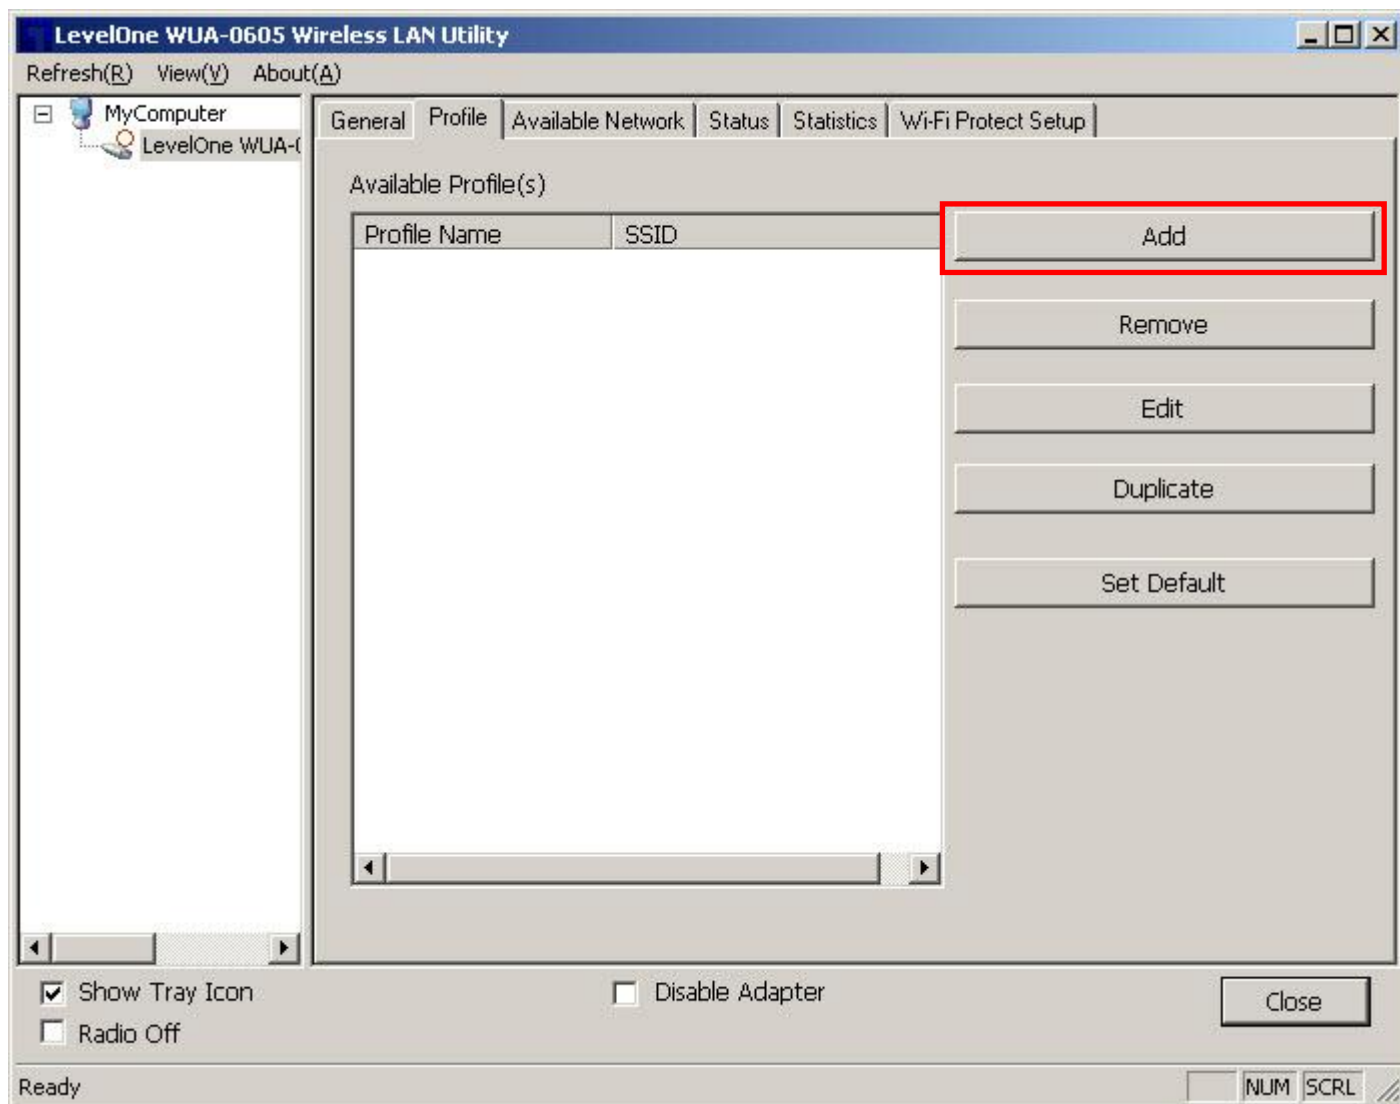 LevelOne WUA-0605 Wireless LAN Utility
Refresh(R) View(V) About(A)
MyComputer
LevelOne WUA-(
General Profile Available Network Status Statistics Wi-Fi Protect Setup
Available Profile(s)
Profile Name SSID
Add
Remove
Edit
Duplicate
Set Default
Show Tray Icon
Disable Adapter
Close
Radio Off
Ready
NUM SCRL